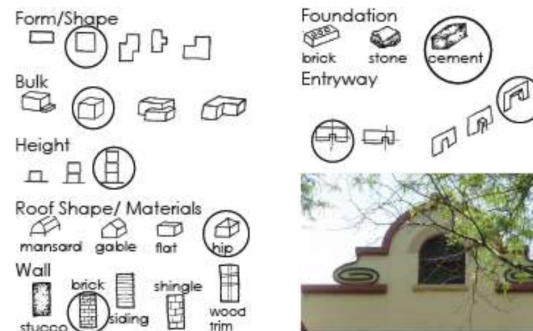 Form/Shape
Bulk
Height
Roof Shape/ Materials
mansard gable flat hip
Wall
stucco brick siding shingle wood trim
Foundation
brick stone cement
Entryway